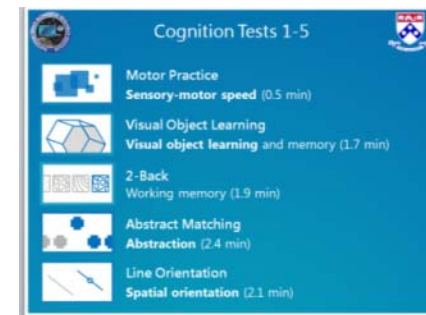 Cognition Tests 1-5
Motor Practice
Sensory-motor speed (0.5 min)
Visual Object Learning
Visual object learning and memory (1.7 min)
2-Back
Working memory (1.9 min)
Abstract Matching
Abstraction (2.4 min)
Line Orientation
Spatial orientation (2.1 min)